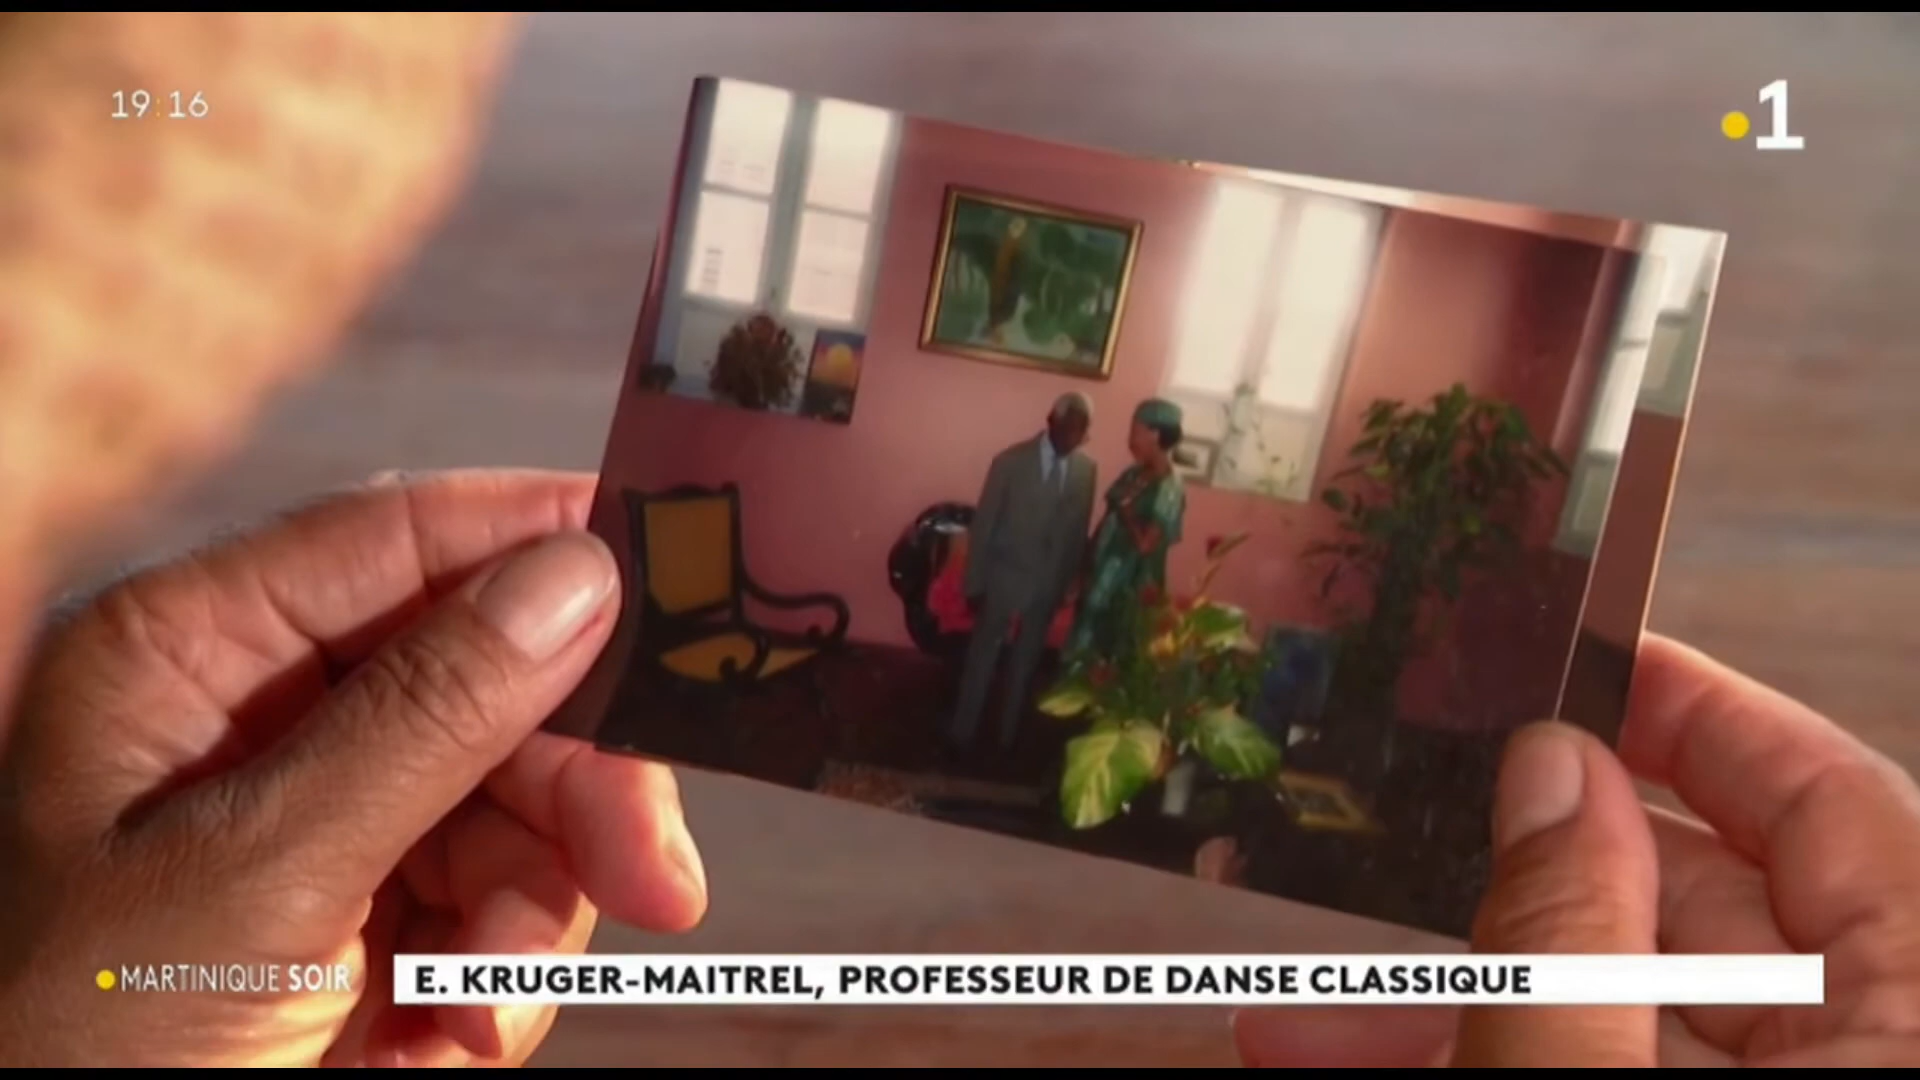 19:16
1
MARTINIQUE SOIR
E. KRUGER-MAITREL, PROFESSEUR DE DANSE CLASSIQUE